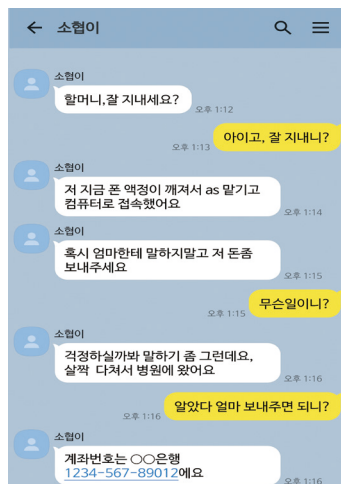 소협이
소협이
할머니,잘 지내세요?
오후 1:12
아이고, 잘 지내니?
오후 1:13
소협이
저 지금 폰 액정이 깨져서 as 맡기고
컴퓨터로 접속했어요
오후 1:14
소협이
혹시 엄마한테 말하지말고 저 돈좀
보내주세요
오후 1:15
무슨일이니?
오후 1:15
소협이
걱정하실까봐 말하기 좀 그런데요,
살짝 다쳐서 병원에 왔어요
오후 1:16
알았다 얼마 보내주면 되니?
오후 1:16
소협이
계좌번호는 〇〇은행
1234-567-89012에요
오후 1:16